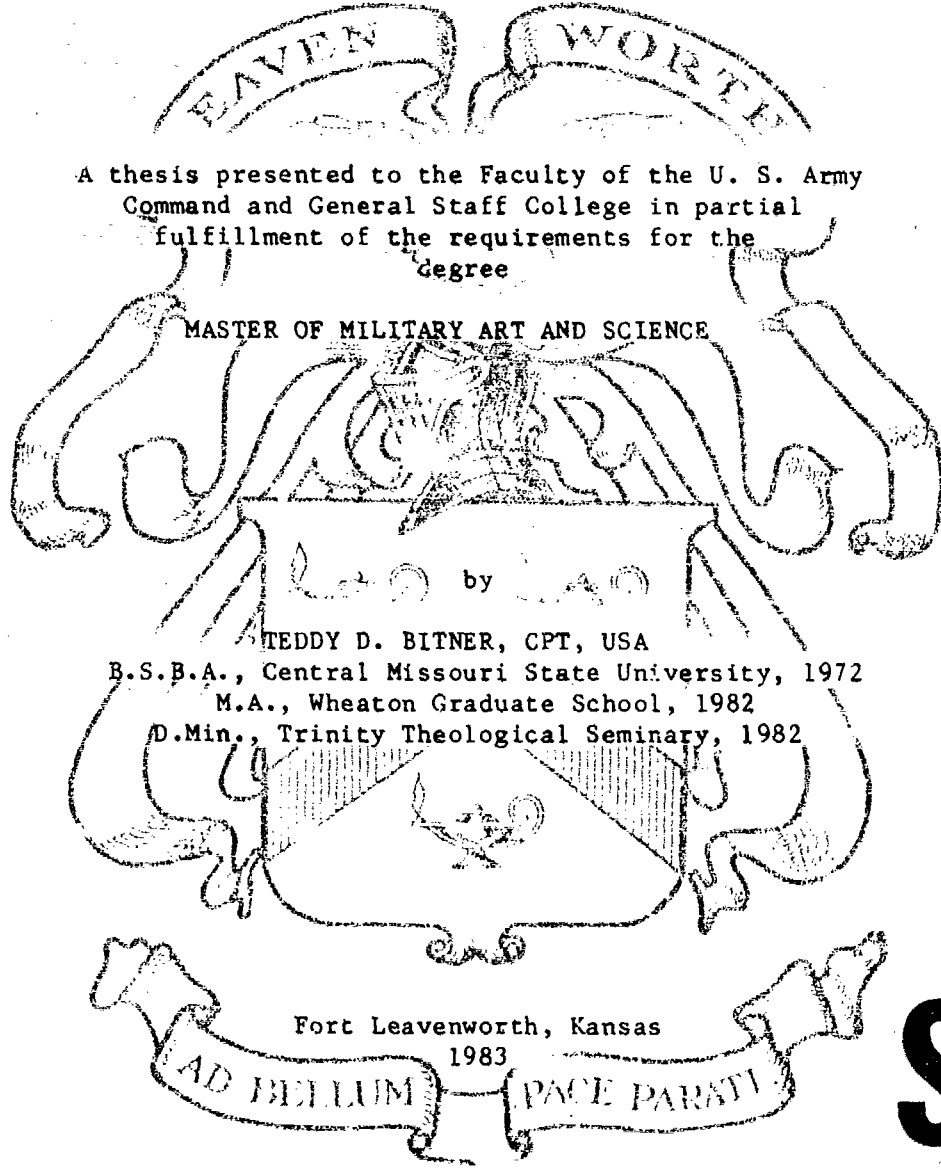 EAVEN WORTH
A thesis presented to the Faculty of the U. S. Army
Command and General Staff College in partial
fulfillment of the requirements for the
degree
MASTER OF MILITARY ART AND SCIENCE
by
TEDDY D. BITNER, CPT, USA
B.S.B.A., Central Missouri State University, 1972
M.A., Wheaton Graduate School, 1982
D.Min., Trinity Theological Seminary, 1982
Fort Leavenworth, Kansas
1983
AD BELLUM PACE PARATI
S